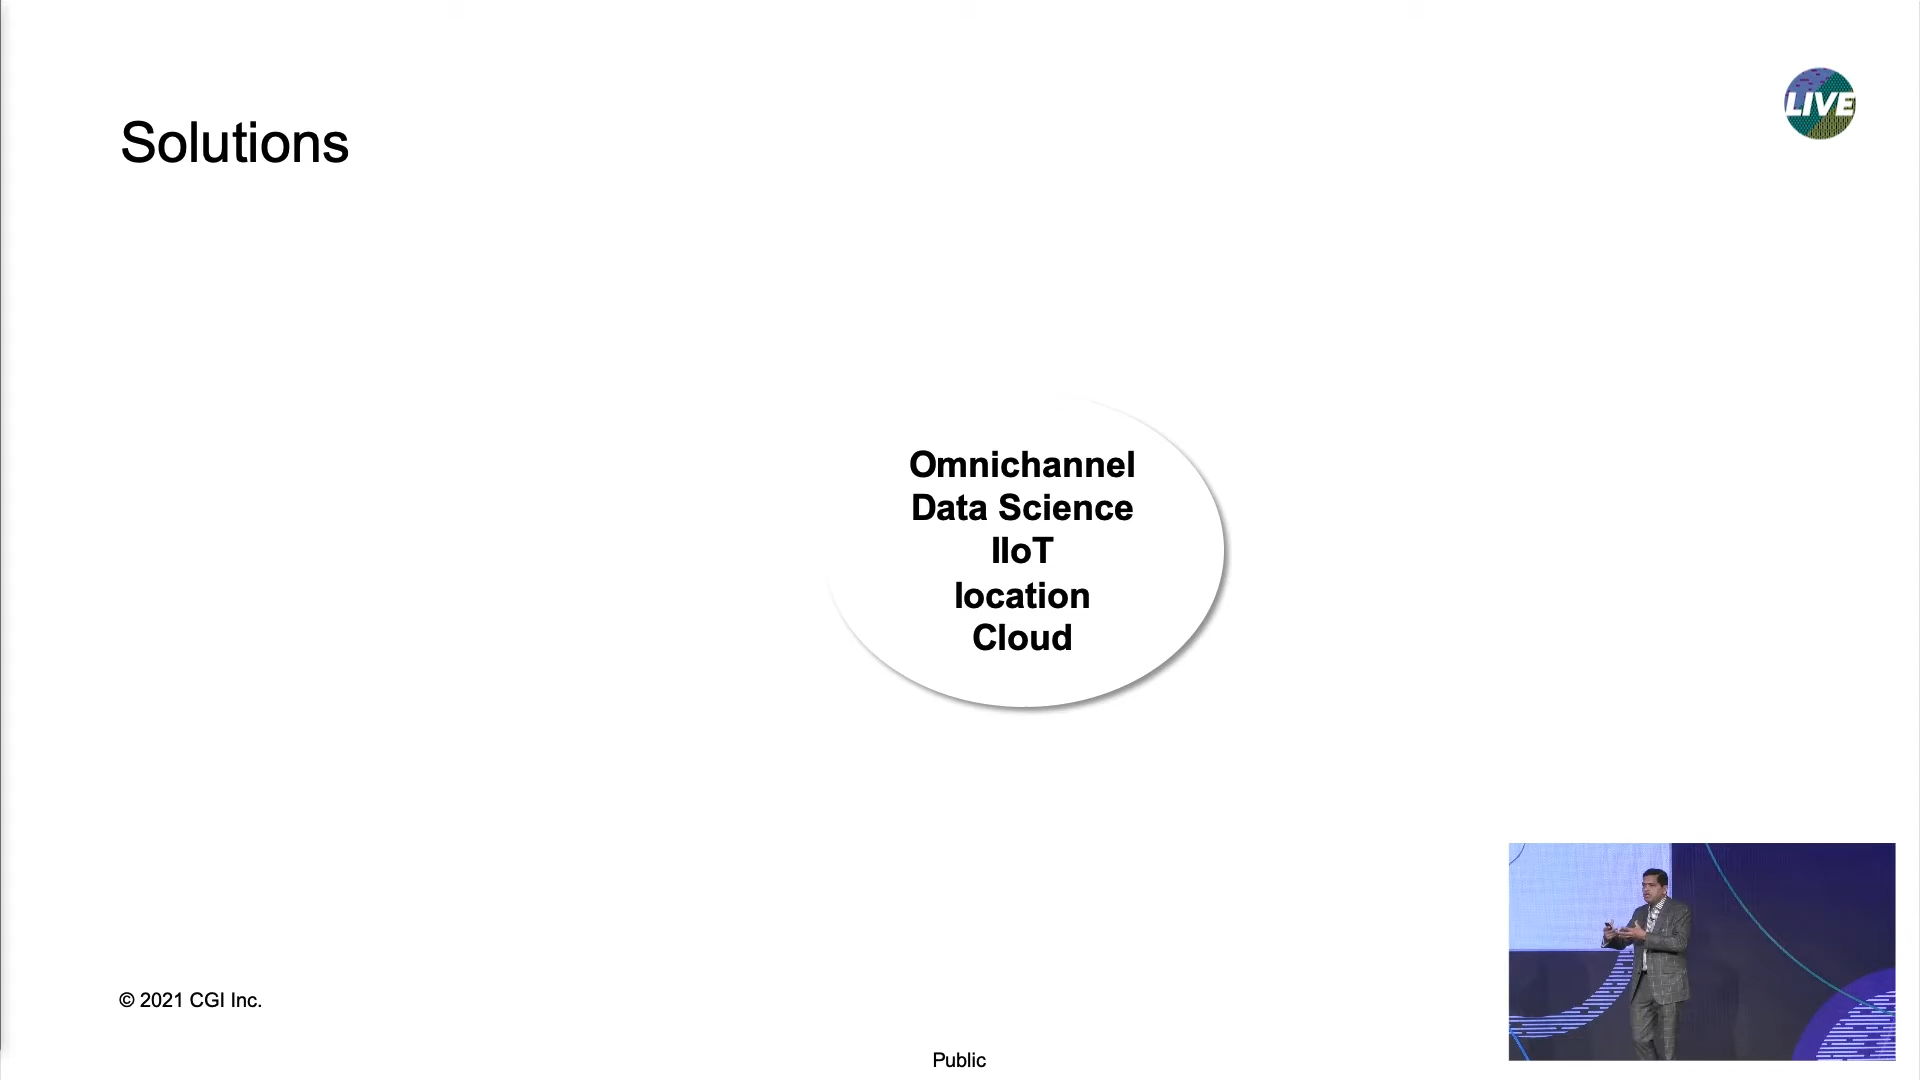 LIVE
Solutions
Omnichannel
Data Science
IIoT
location
Cloud
© 2021 CGI Inc.
Public